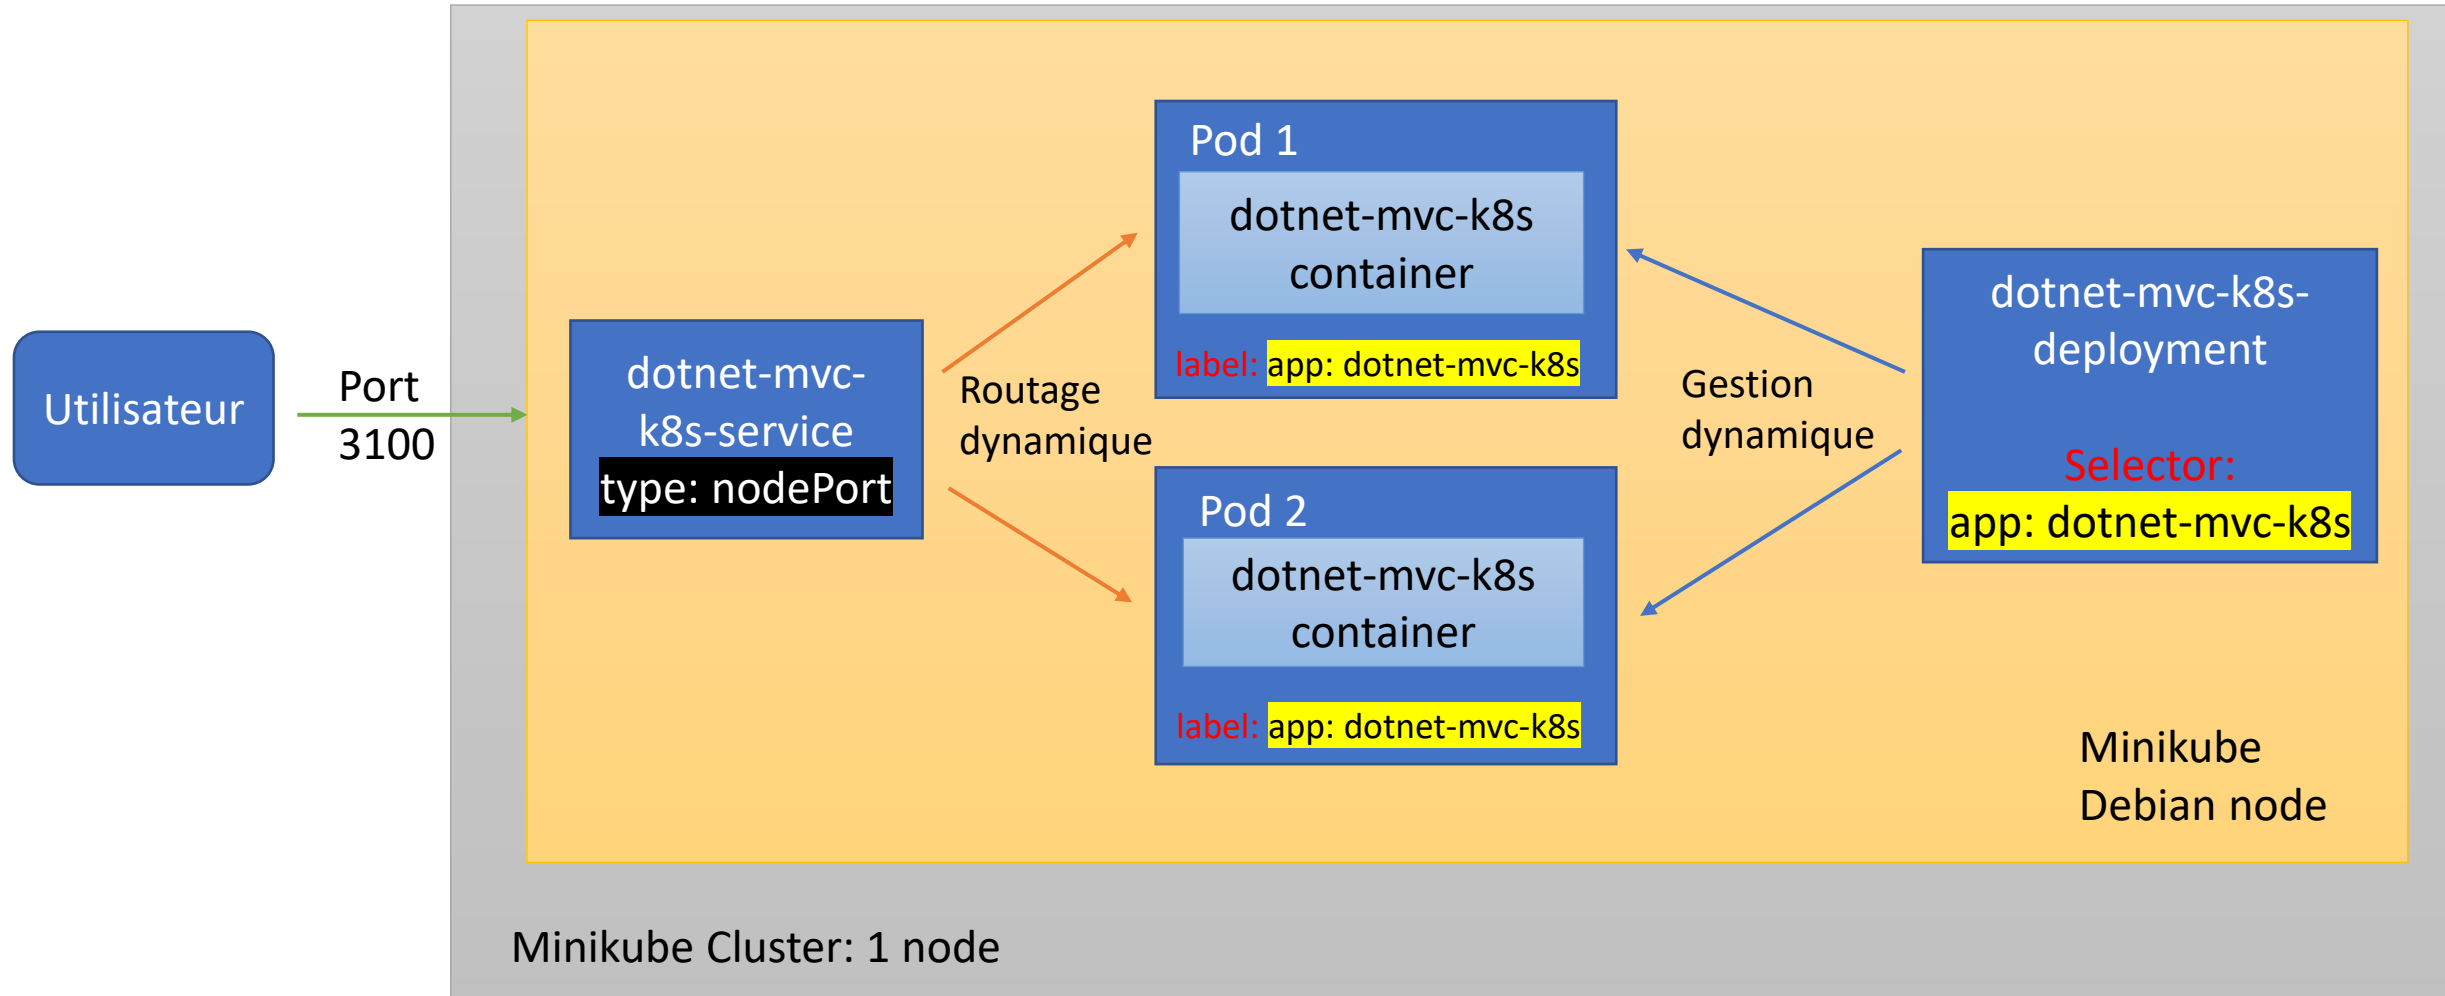 Utilisateur
Port
3100
dotnet-mvc-
k8s-service
type: nodePort
Routage
dynamique
Pod 1
dotnet-mvc-k8s
container
label: app: dotnet-mvc-k8s
Pod 2
dotnet-mvc-k8s
container
label: app: dotnet-mvc-k8s
Gestion
dynamique
dotnet-mvc-k8s-
deployment
Selector:
app: dotnet-mvc-k8s
Minikube
Debian node
Minikube Cluster: 1 node